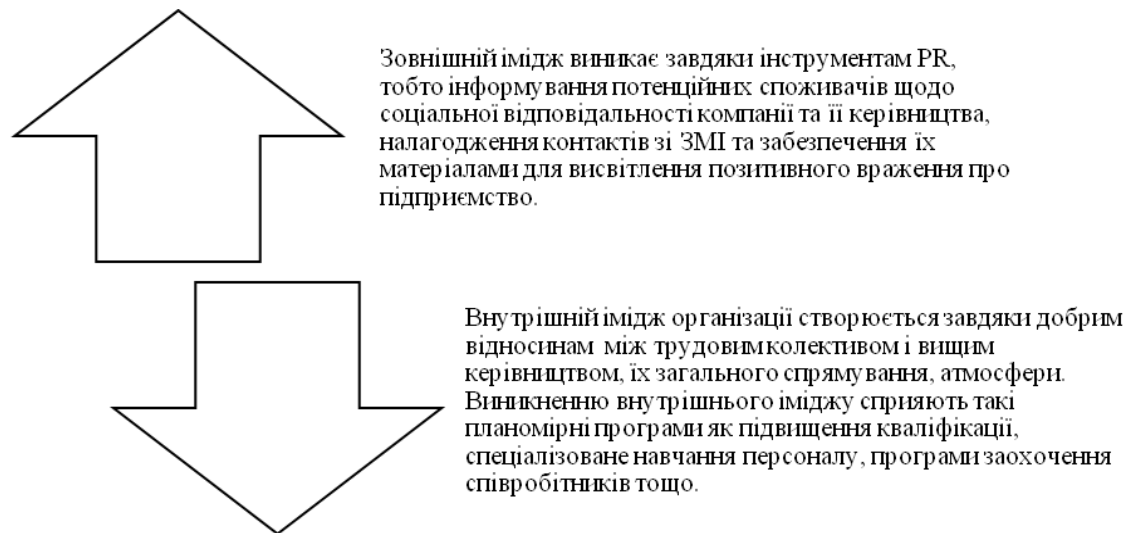 Зовнішній імідж виникає завдяки інструментам PR,
тобто інформування потенційних споживачів щодо
соціальної відповідальності компанії та її керівництва,
налагодження контактів зі ЗМІ та забезпечення їх
матеріалами для висвітлення позитивного враження про
підприємство.
Внутрішній імідж організації створюється завдяки добрим
відносинам між трудовим колективом і вищим
керівництвом, їх загального спрямування, атмосфери.
Виникненню внутрішнього іміджу сприяють такі
планомірні програми як підвищення кваліфікації,
спеціалізоване навчання персоналу, програми заохочення
співробітників тощо.